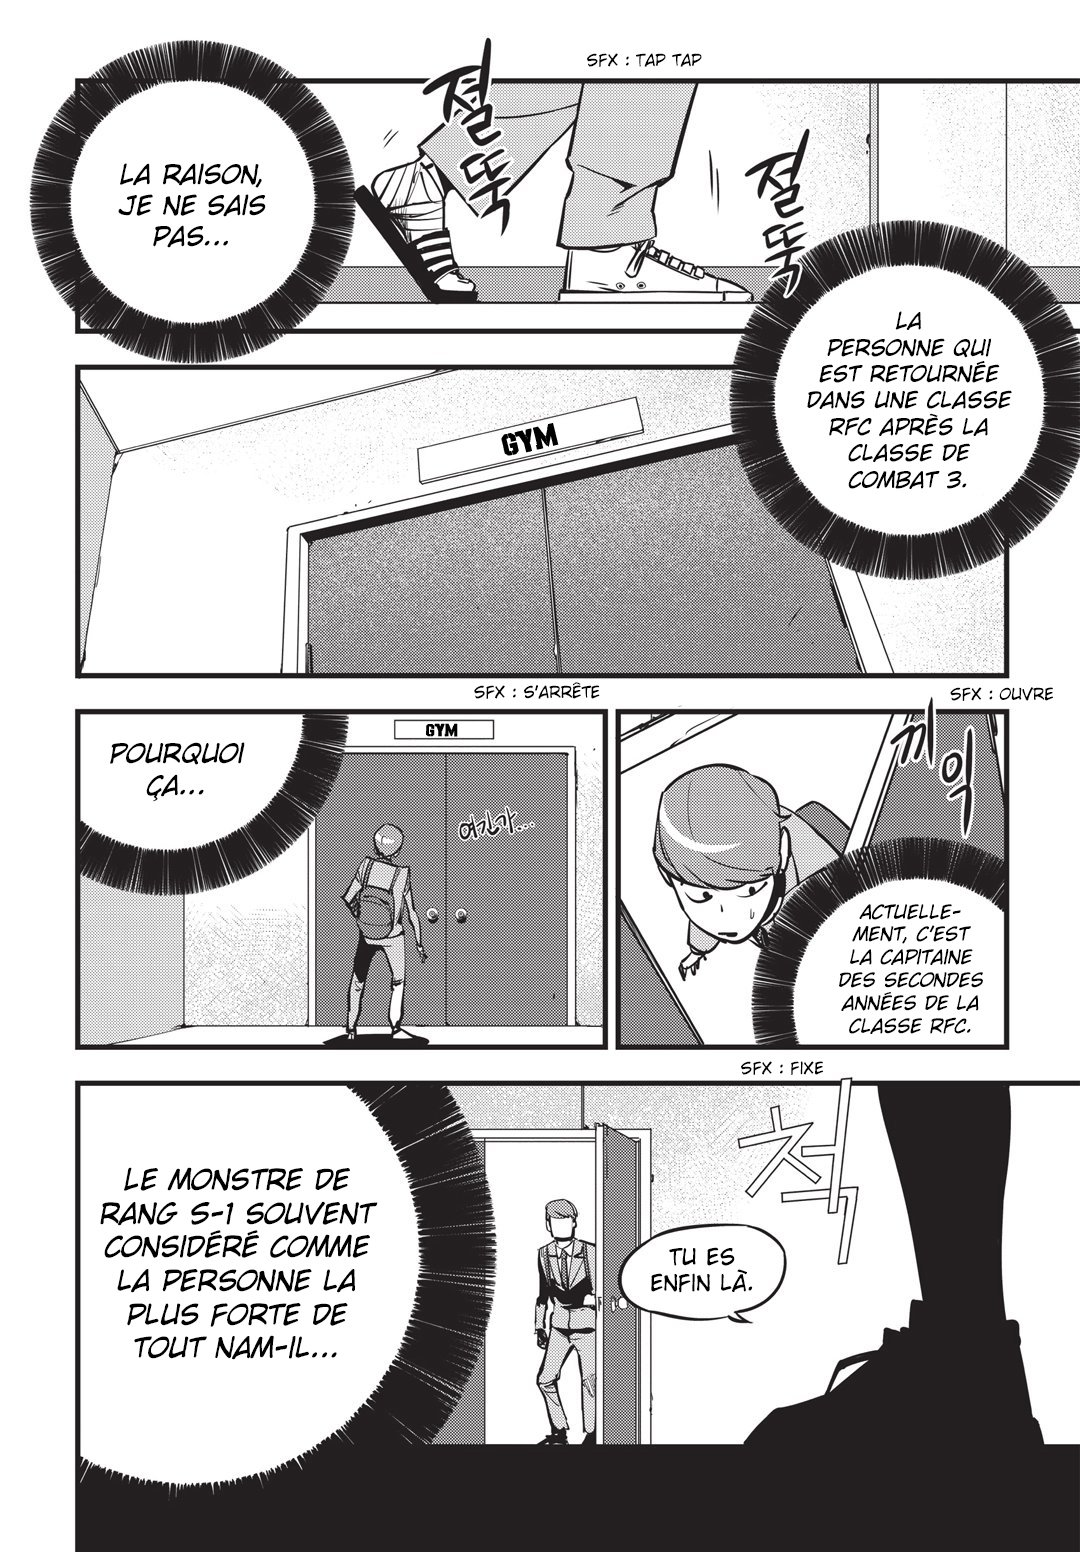 SFX : TAP TAP
LA RAISON,
JE NE SAIS
PAS...
절
뚝
절
뚝
LA
PERSONNE QUI
EST RETOURNÉE
DANS UNE CLASSE
RFC APRÈS LA
CLASSE DE
COMBAT 3.
GYM
SFX : S'ARRÊTE
SFX : OUVRE
POURQUOI
ÇA...
GYM
여긴가...
끼
익
ACTUELLE-
MENT, C'EST
LA CAPITAINE
DES SECONDES
ANNÉES DE LA
CLASSE RFC.
SFX : FIXE
척
LE MONSTRE DE
RANG S-1 SOUVENT
CONSIDÉRÉ COMME
LA PERSONNE LA
PLUS FORTE DE
TOUT NAM-IL...
TU ES
ENFIN LÀ.